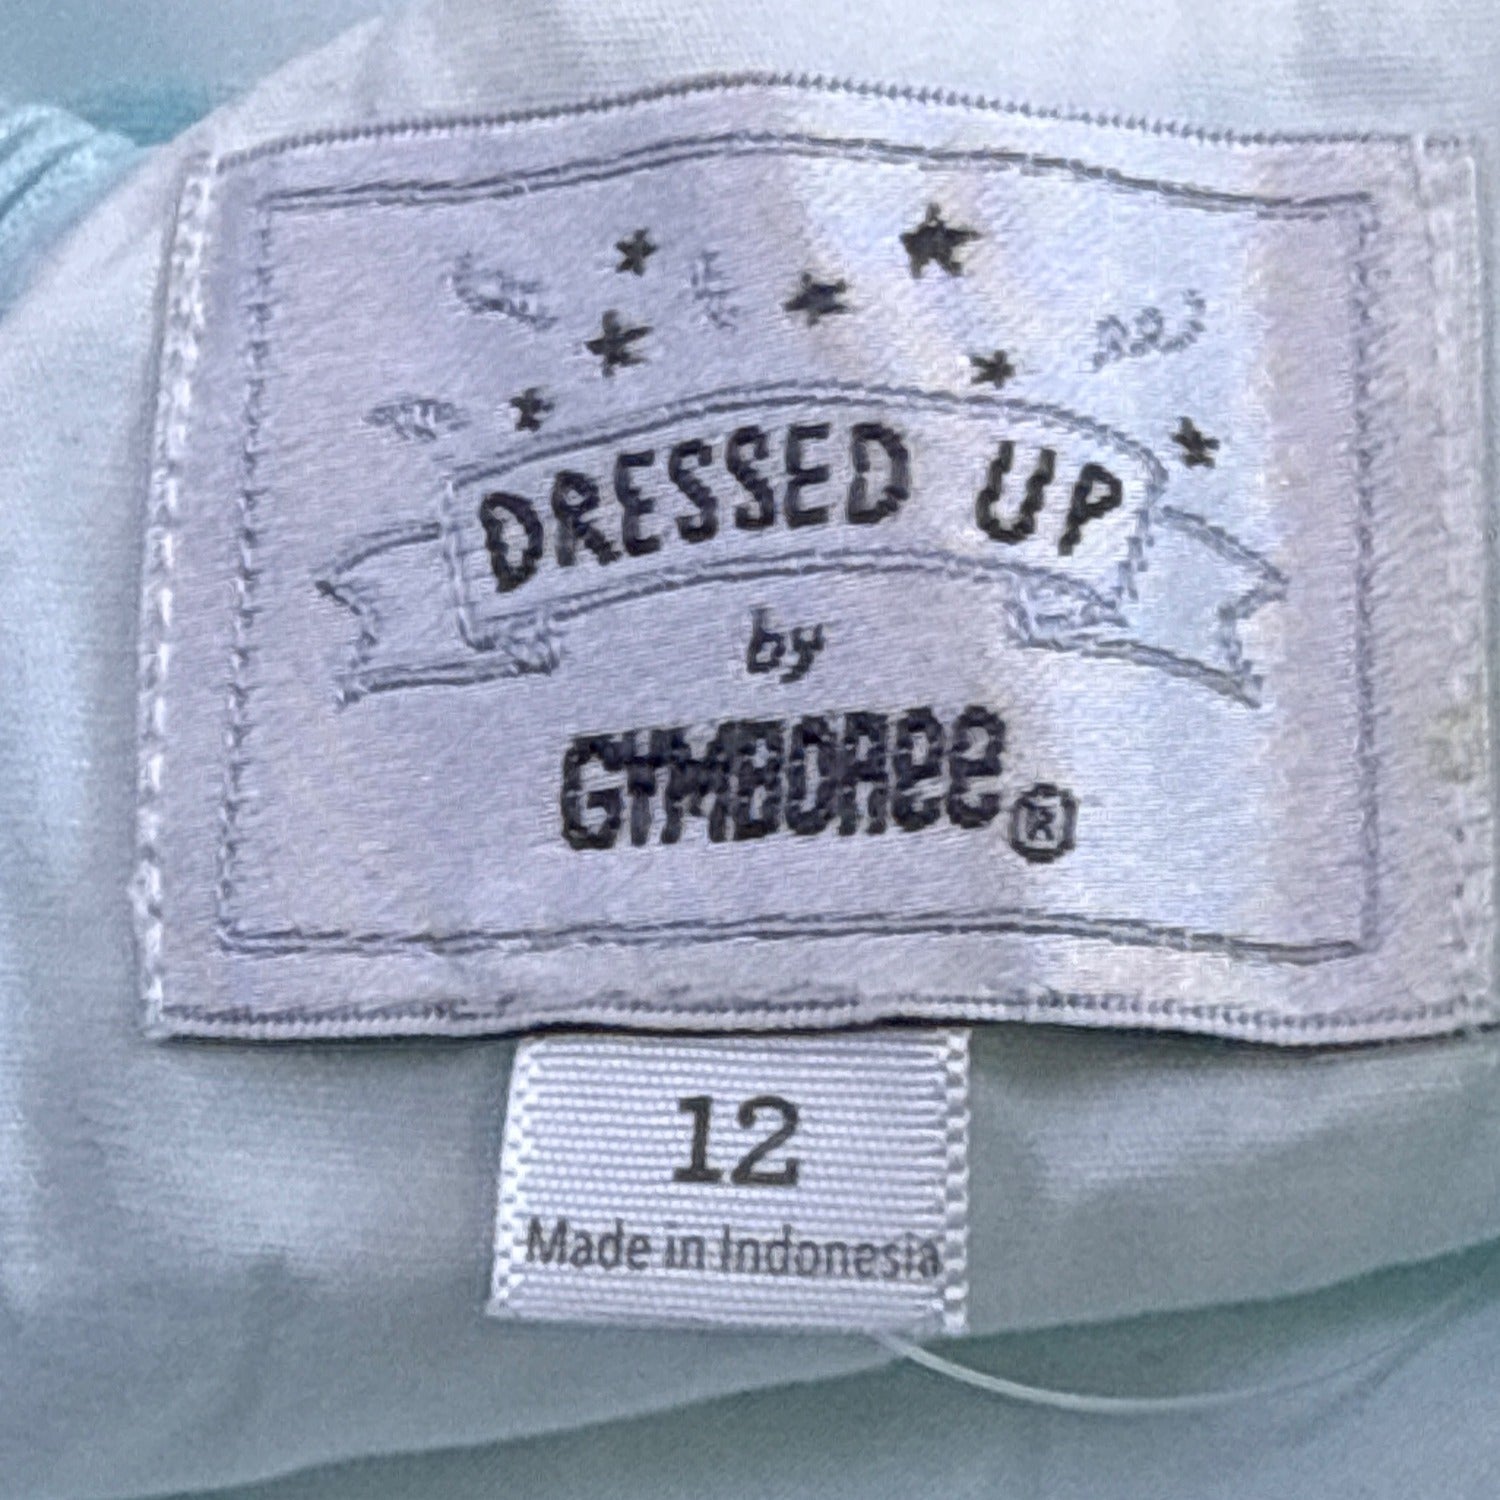 DRESSED UP
by
GYMBOREE®
12
Made in Indonesia